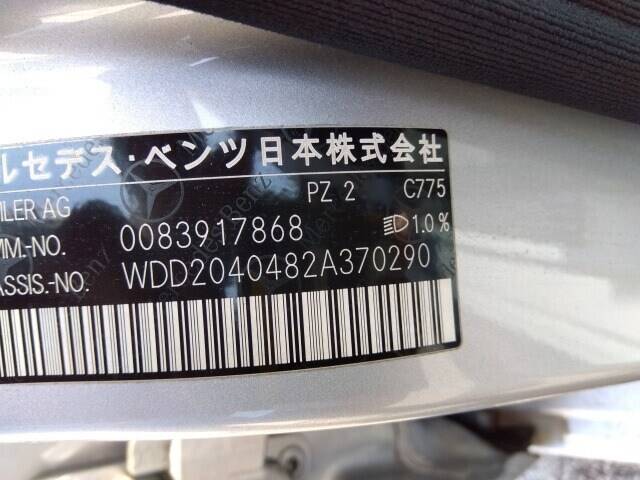 ルセデス・ベンツ日本株式会社
ILER AG PZ 2 C775
MM.-NO. 0083917868 1.0%
ASSIS.-NO. WDD2040482A370290